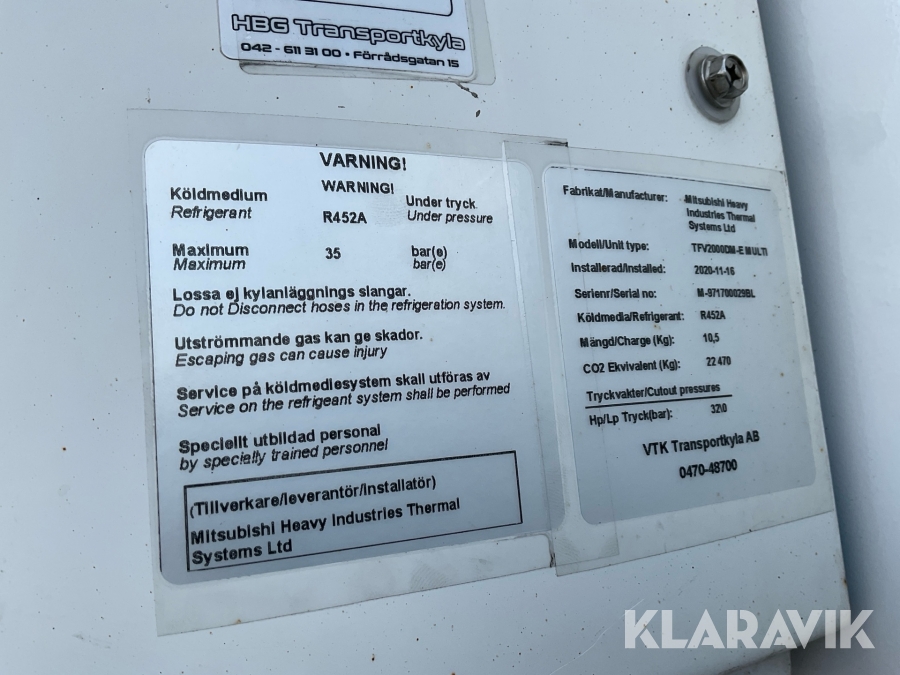 HBG Transportkyla
042 - 611 31 00 • Förrådsgatan 15
VARNING!
WARNING!
Köldmedium
Refrigerant
R452A
Under tryck
Under pressure
Maximum
Maximum
35
bar(e)
bar(e)
Lossa ej kylanläggnings slangar.
Do not Disconnect hoses in the refrigeration system.
Utströmmande gas kan ge skador.
Escaping gas can cause injury
Service på köldmediesystem skall utföras av
Service on the refrigeant system shall be performed
Speciellt utbildad personal
by specially trained personnel
(Tillverkare/leverantör/Installatör)
Mitsubishi Heavy Industries Thermal
Systems Ltd
Fabrikat/Manufacturer: Mitsubishi Heavy
Industries Thermal
Systems Ltd
Modell/Unit type: TFV2000DM-E MULTI
Installerad/Installed: 2020-11-16
Serienr/Serial no: M-971700029BL
Köldmedia/Refrigerant: R452A
Mängd/Charge (Kg): 10,5
CO2 Ekvivalent (Kg): 22 470
Tryckvakter/Cutout pressures
Hp/Lp Tryck(bar):
VTK Transportkyla AB
0470-48700
KLARAVIK